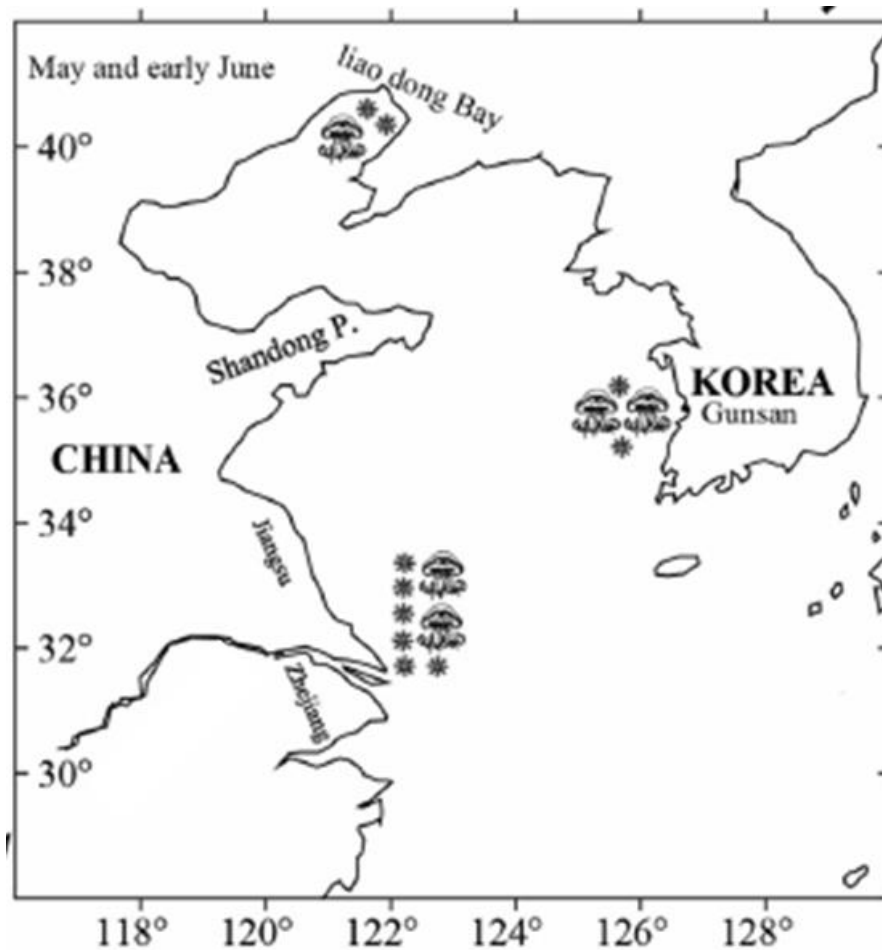 May and early June
liao dong Bay
40°
38°
Shandong P.
36°
KOREA
Gunsan
CHINA
34°
Jiangsu
32°
Zhejiang
30°
118° 120° 122° 124° 126° 128°